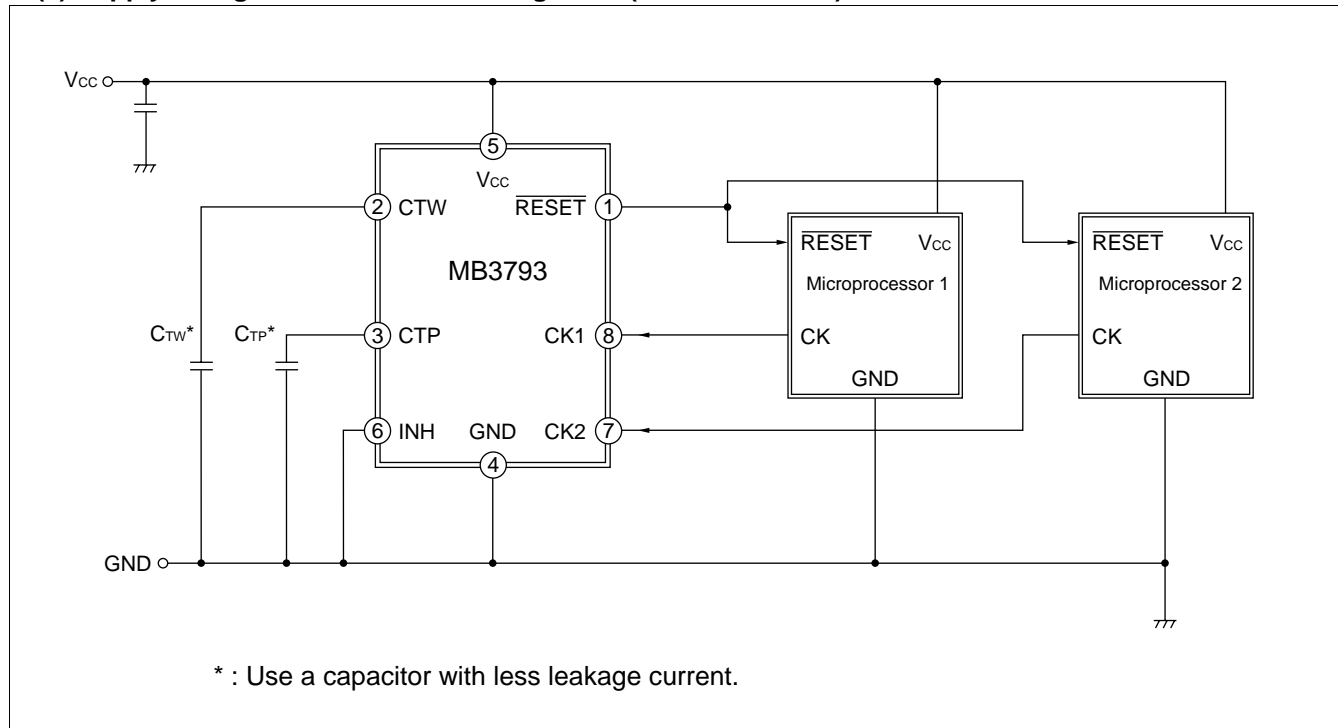 VCC
5
VCC
2 CTW
RESET 1
RESET VCC
RESET VCC
MB3793
Microprocessor 1
Microprocessor 2
CTW*
CTP*
3 CTP
CK1 8
CK
CK
GND
GND
6 INH
GND
CK2 7
4
GND
* : Use a capacitor with less leakage current.